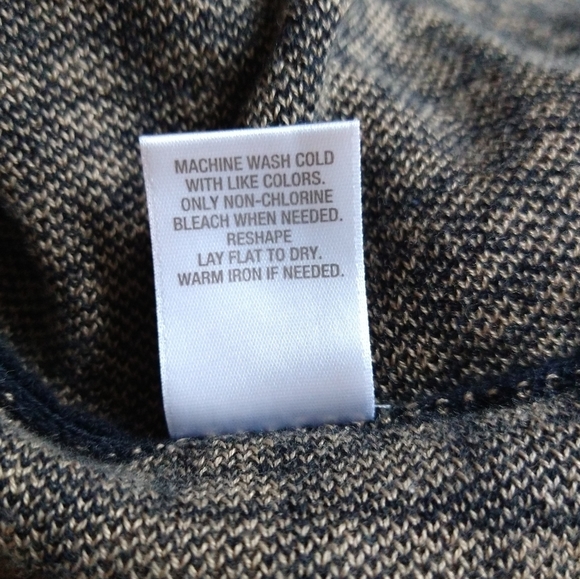 MACHINE WASH COLD
WITH LIKE COLORS.
ONLY NON-CHLORINE
BLEACH WHEN NEEDED.
RESHAPE
LAY FLAT TO DRY.
WARM IRON IF NEEDED.